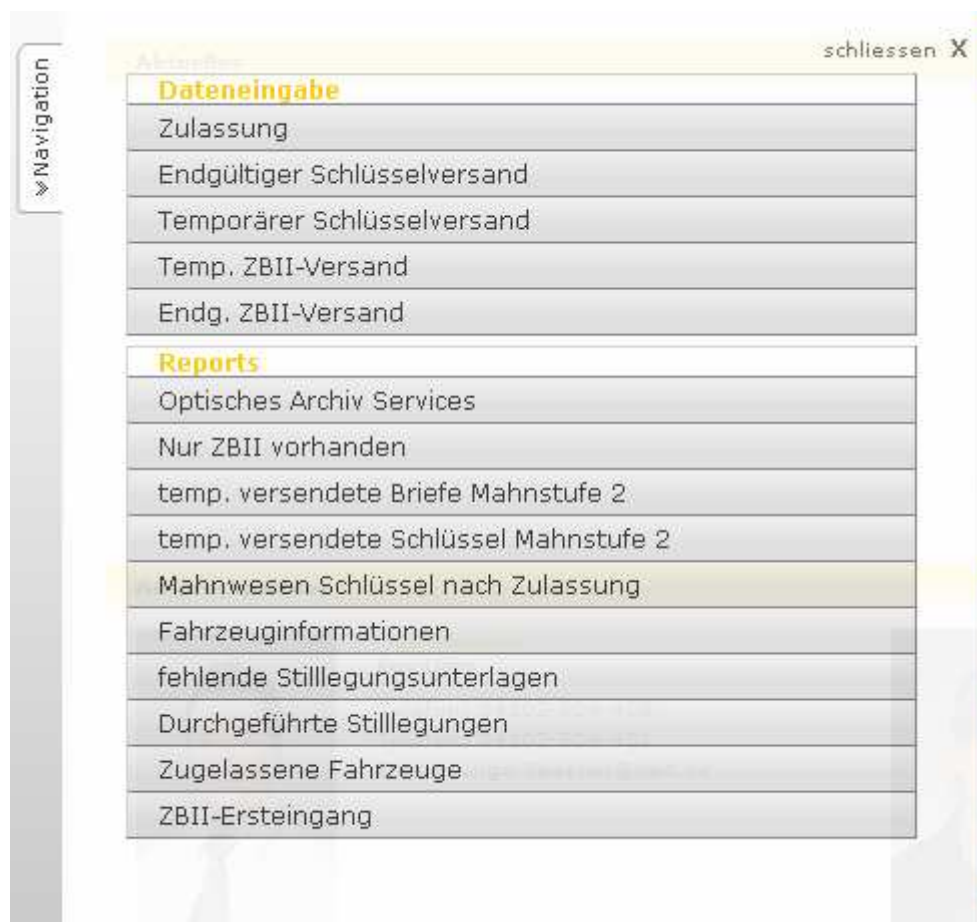 schliessen X
Navigation
Aktuelles
Dateneingabe
Zulassung
Endgültiger Schlüsselversand
Temporärer Schlüsselversand
Temp. ZBII-Versand
Endg. ZBII-Versand
Reports
Optisches Archiv Services
Nur ZBII vorhanden
temp. versendete Briefe Mahnstufe 2
temp. versendete Schlüssel Mahnstufe 2
Mahnwesen Schlüssel nach Zulassung
Fahrzeuginformationen
fehlende Stilllegungsunterlagen
Durchgeführte Stilllegungen
Zugelassene Fahrzeuge
ZBII-Ersteingang